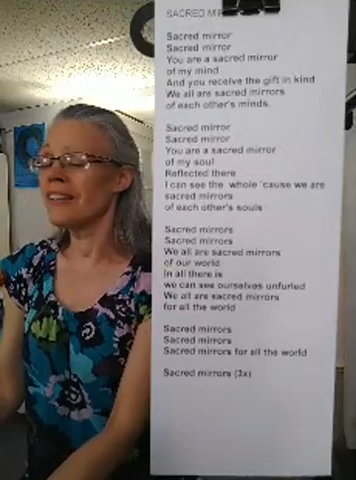 SACRED MIR
Sacred mirror
Sacred mirror
You are a sacred mirror
of my mind
And you receive the gift in kind
We all are sacred mirrors
of each other's minds.
Sacred mirror
Sacred mirror
You are a sacred mirror
of my soul
Reflected there
I can see the whole 'cause we are
sacred mirrors
of each other's souls
Sacred mirrors
Sacred mirrors
We all are sacred mirrors
of our world
In all there is
we can see ourselves unfurled
We all are sacred mirrors
for all the world
Sacred mirrors
Sacred mirrors
Sacred mirrors for all the world
Sacred mirrors (3x)